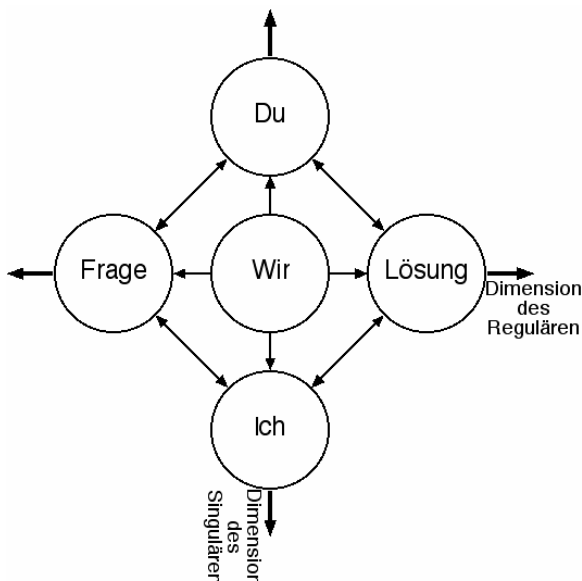 Du
Frage
Wir
Lösung
Dimension
des
Regulären
Ich
Dimension
des
Singulären